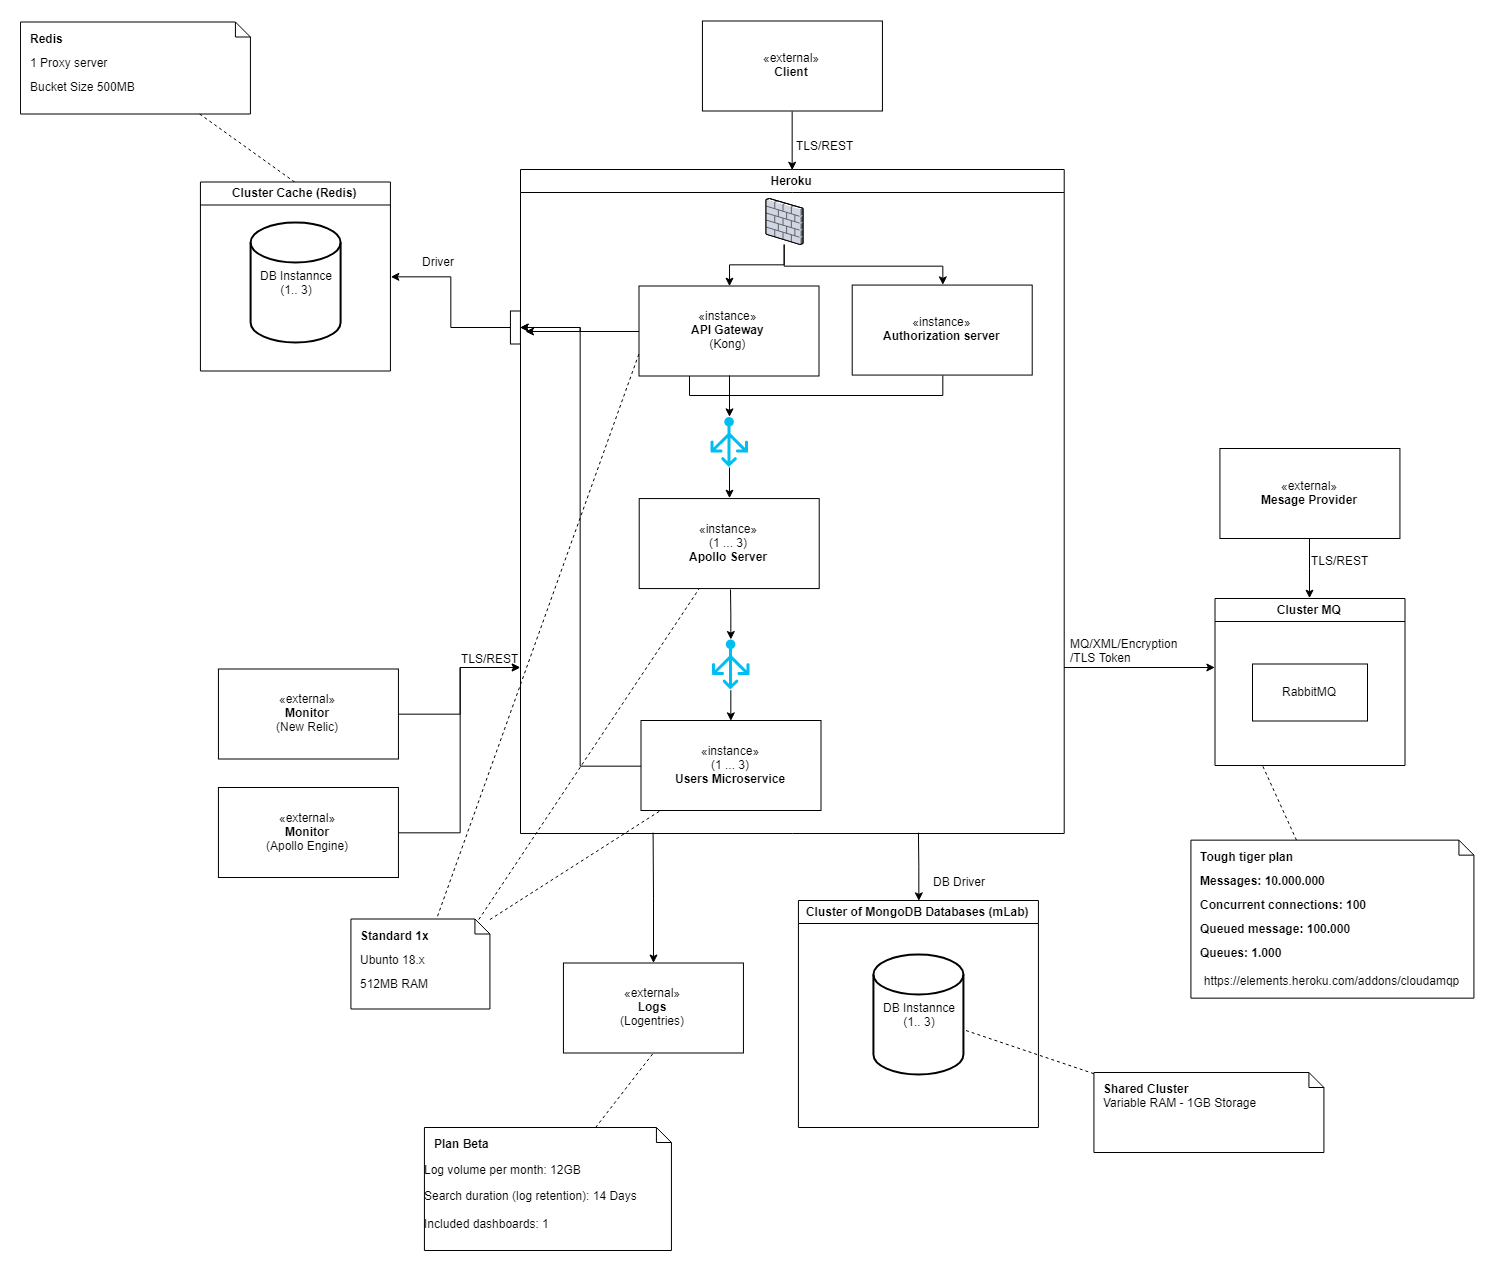 Redis
1 Proxy server
Bucket Size 500MB
«external»
Client
TLS/REST
Heroku
Cluster Cache (Redis)
DB Instannce
(1.. 3)
Driver
«instance»
API Gateway
(Kong)
«instance»
Authorization server
«instance»
(1 ... 3)
Apollo Server
«external»
Mesage Provider
TLS/REST
Cluster MQ
RabbitMQ
MQ/XML/Encryption
/TLS Token
TLS/REST
«external»
Monitor
(New Relic)
«instance»
(1 ... 3)
Users Microservice
«external»
Monitor
(Apollo Engine)
Tough tiger plan
Messages: 10.000.000
Concurrent connections: 100
Queued message: 100.000
Queues: 1.000
https://elements.heroku.com/addons/cloudamqp
DB Driver
Cluster of MongoDB Databases (mLab)
DB Instannce
(1.. 3)
Standard 1x
Ubunto 18.x
512MB RAM
«external»
Logs
(Logentries)
Shared Cluster
Variable RAM - 1GB Storage
Plan Beta
Log volume per month: 12GB
Search duration (log retention): 14 Days
Included dashboards: 1